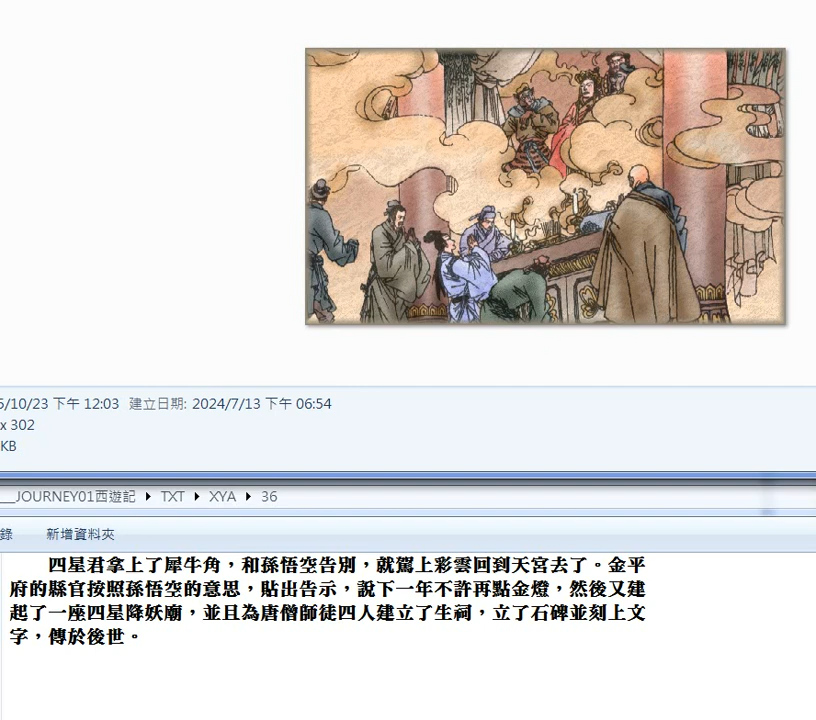 5/10/23 下午 12:03 建立日期: 2024/7/13 下午 06:54
x 302
KB
__JOURNEY01西遊記 ▸ TXT ▸ XYA ▸ 36
錄 新增資料夾
四星君拿上了犀牛角，和孫悟空告別，就駕上彩雲回到天宮去了。金平
府的縣官按照孫悟空的意思，貼出告示，說下一年不許再點金燈，然後又建
起了一座四星降妖廟，並且為唐僧師徒四人建立了生祠，立了石碑並刻上文
字，傳於後世。